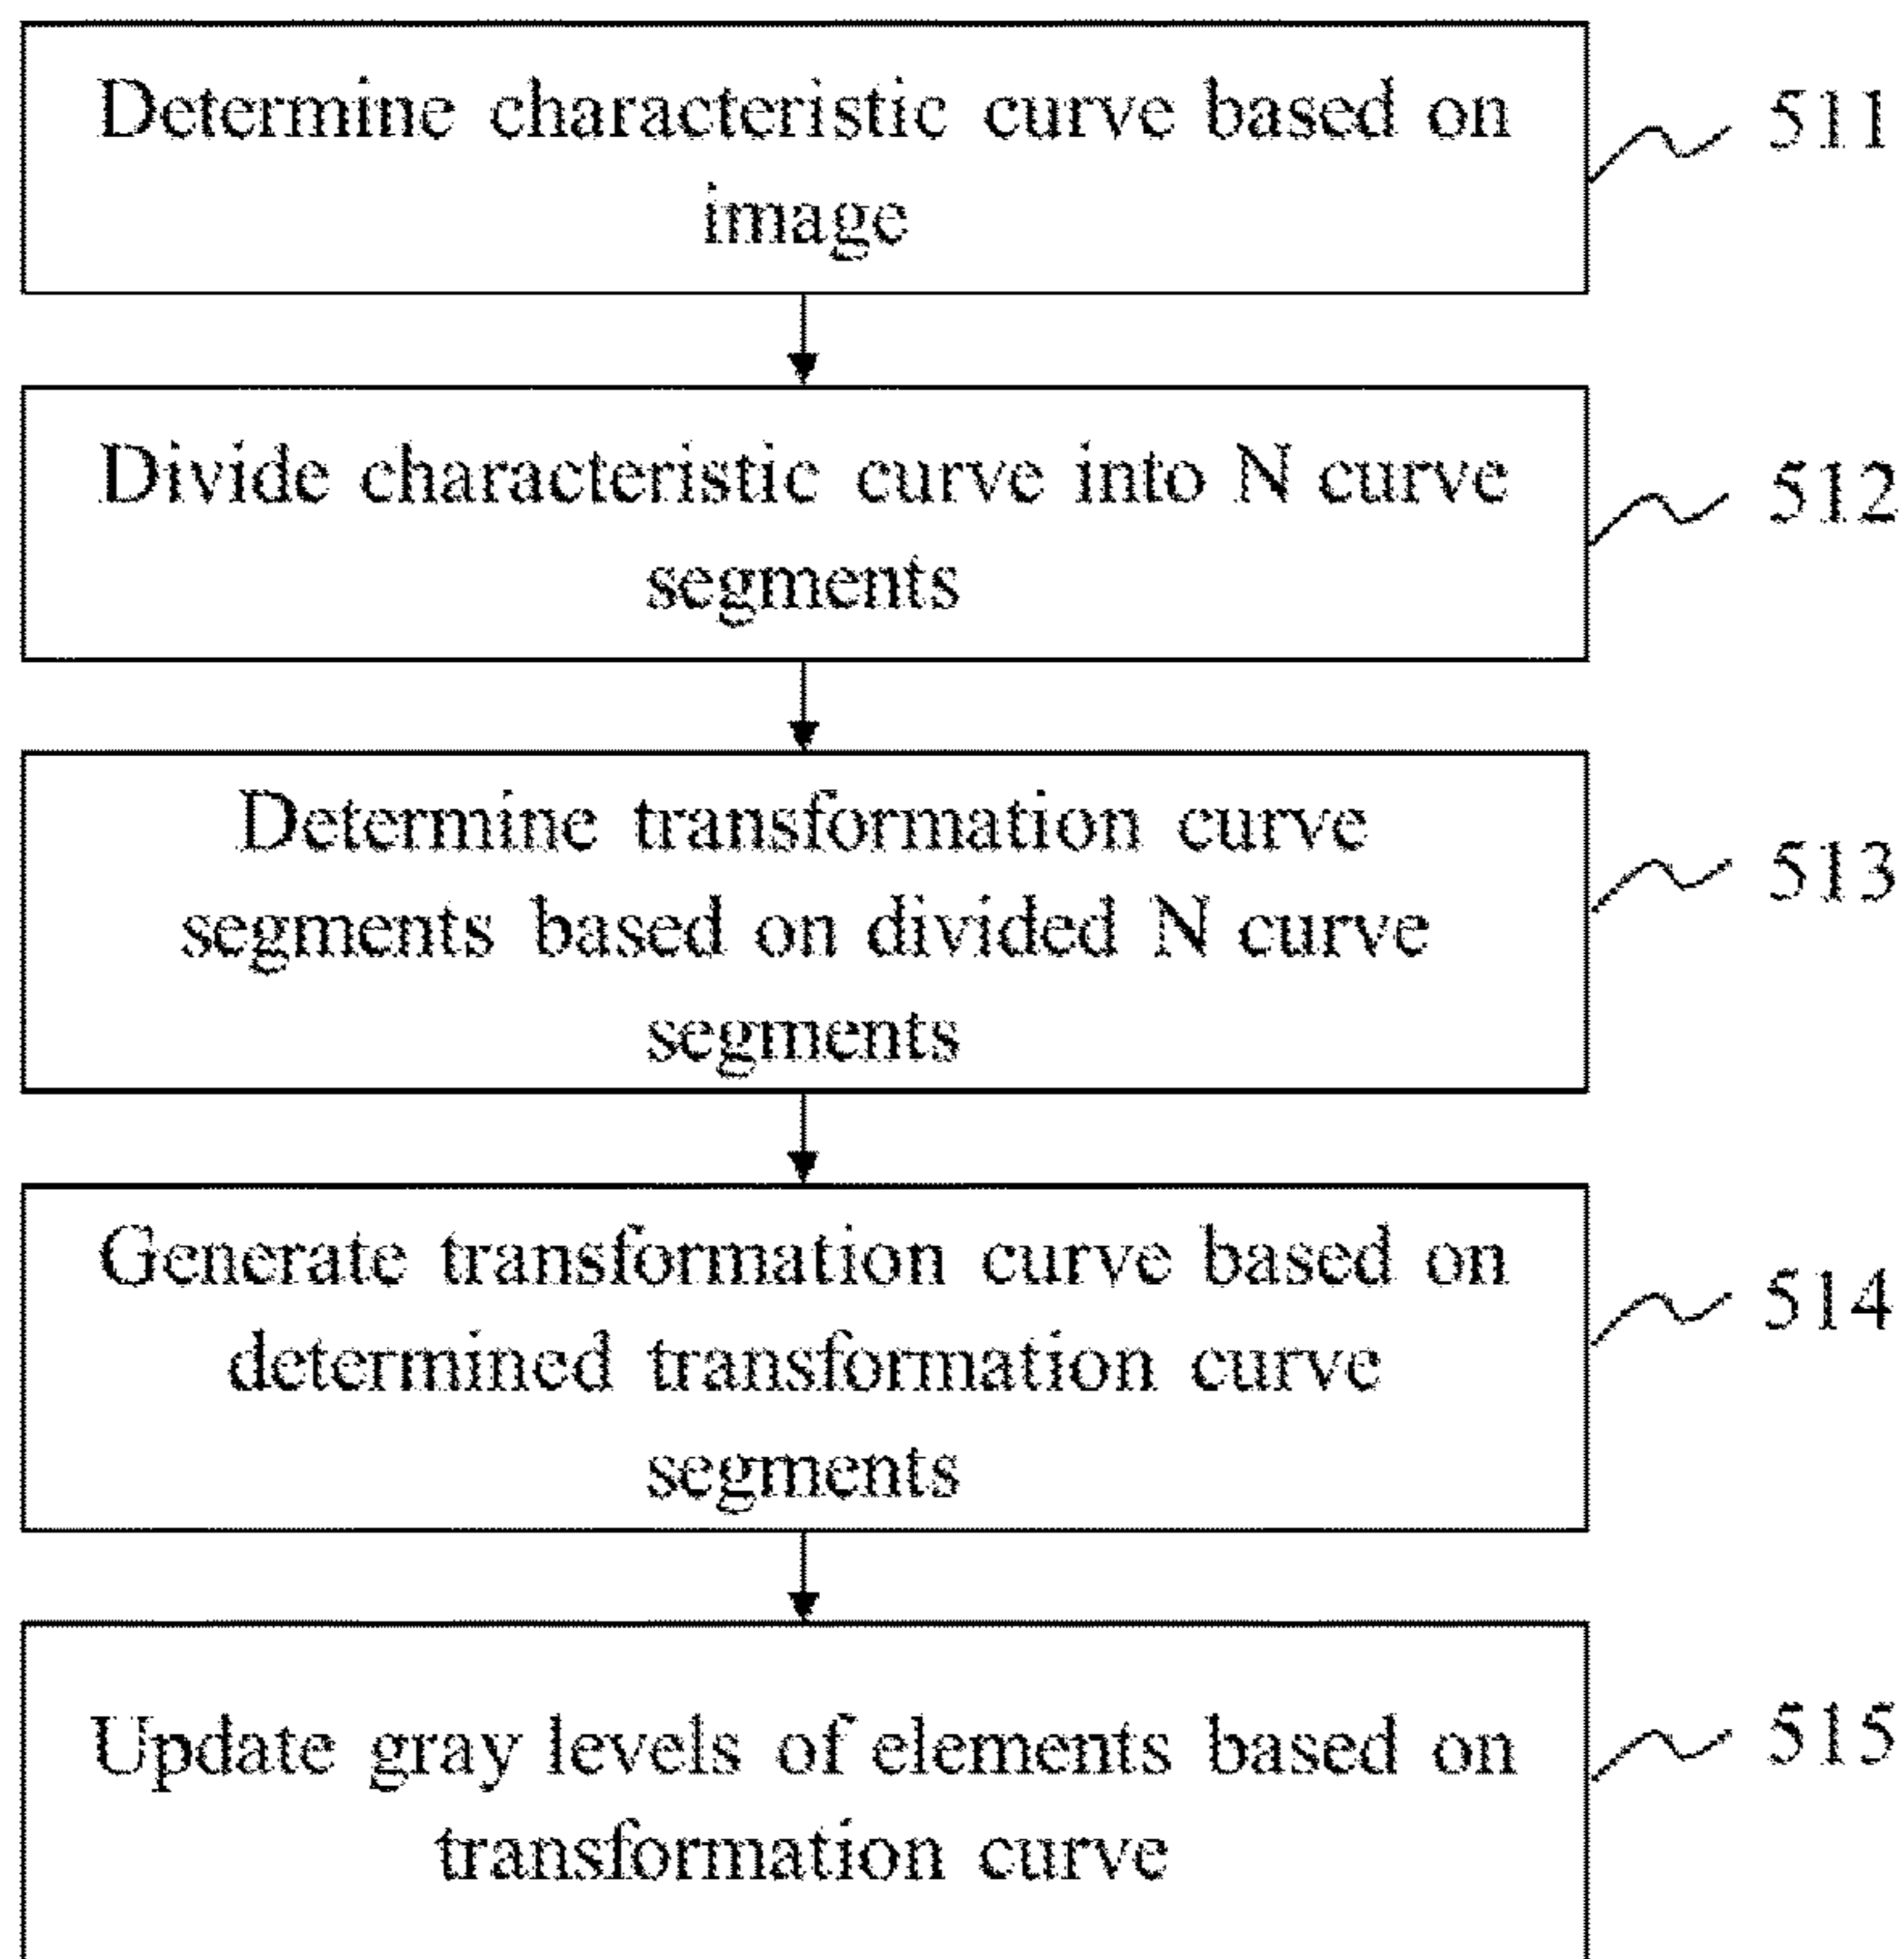 Determine characteristic curve based on
image
511
Divide characteristic curve into N curve
segments
512
Determine transformation curve
segments based on divided N curve
segments
513
Generate transformation curve based on
determined transformation curve
segments
514
Update gray levels of elements based on
transformation curve
515